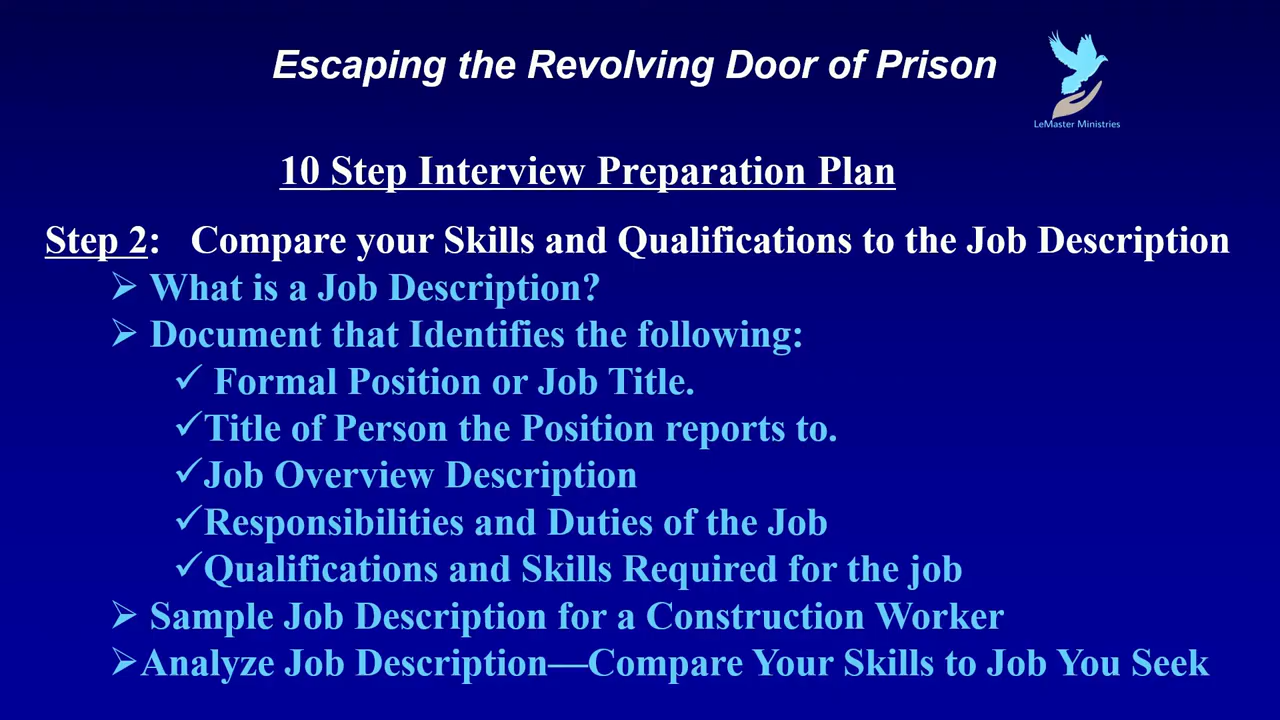 Escaping the Revolving Door of Prison
LeMaster Ministries
10 Step Interview Preparation Plan
Step 2: Compare your Skills and Qualifications to the Job Description
➢ What is a Job Description?
➢ Document that Identifies the following:
✓ Formal Position or Job Title.
✓Title of Person the Position reports to.
✓Job Overview Description
✓Responsibilities and Duties of the Job
✓Qualifications and Skills Required for the job
➢ Sample Job Description for a Construction Worker
➢Analyze Job Description—Compare Your Skills to Job You Seek